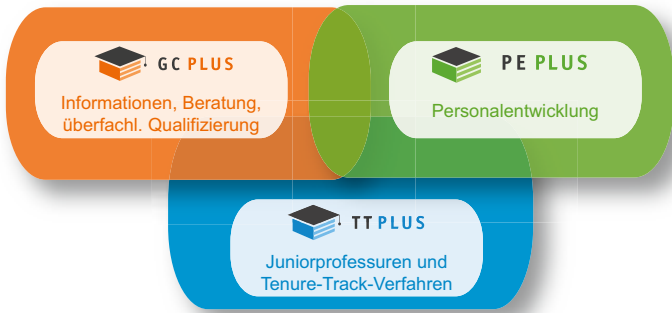 GC PLUS
Informationen, Beratung,
überfachl. Qualifizierung
PE PLUS
Personalentwicklung
TT PLUS
Juniorprofessuren und
Tenure-Track-Verfahren